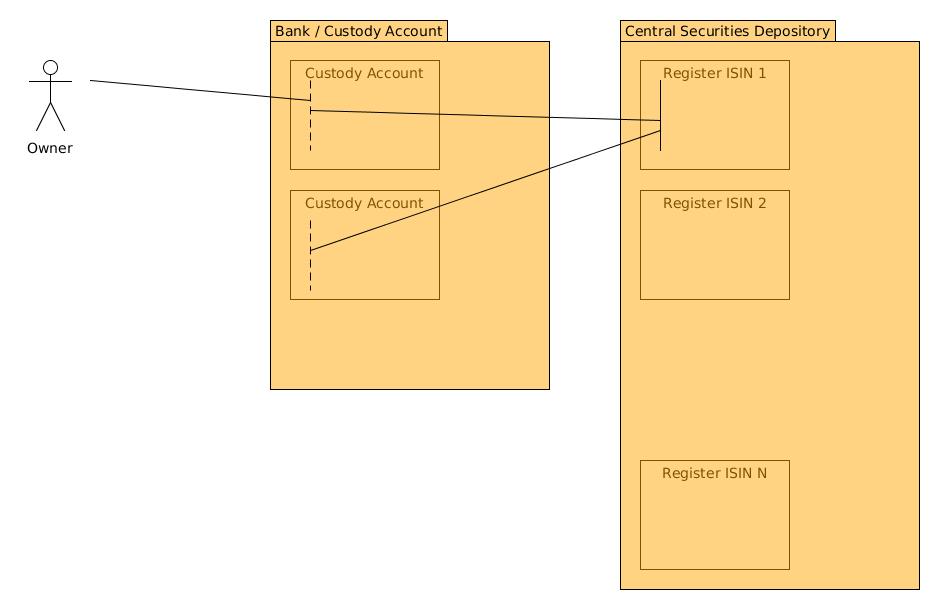 Bank / Custody Account
Central Securities Depository
Custody Account
Register ISIN 1
Owner
Custody Account
Register ISIN 2
Register ISIN N